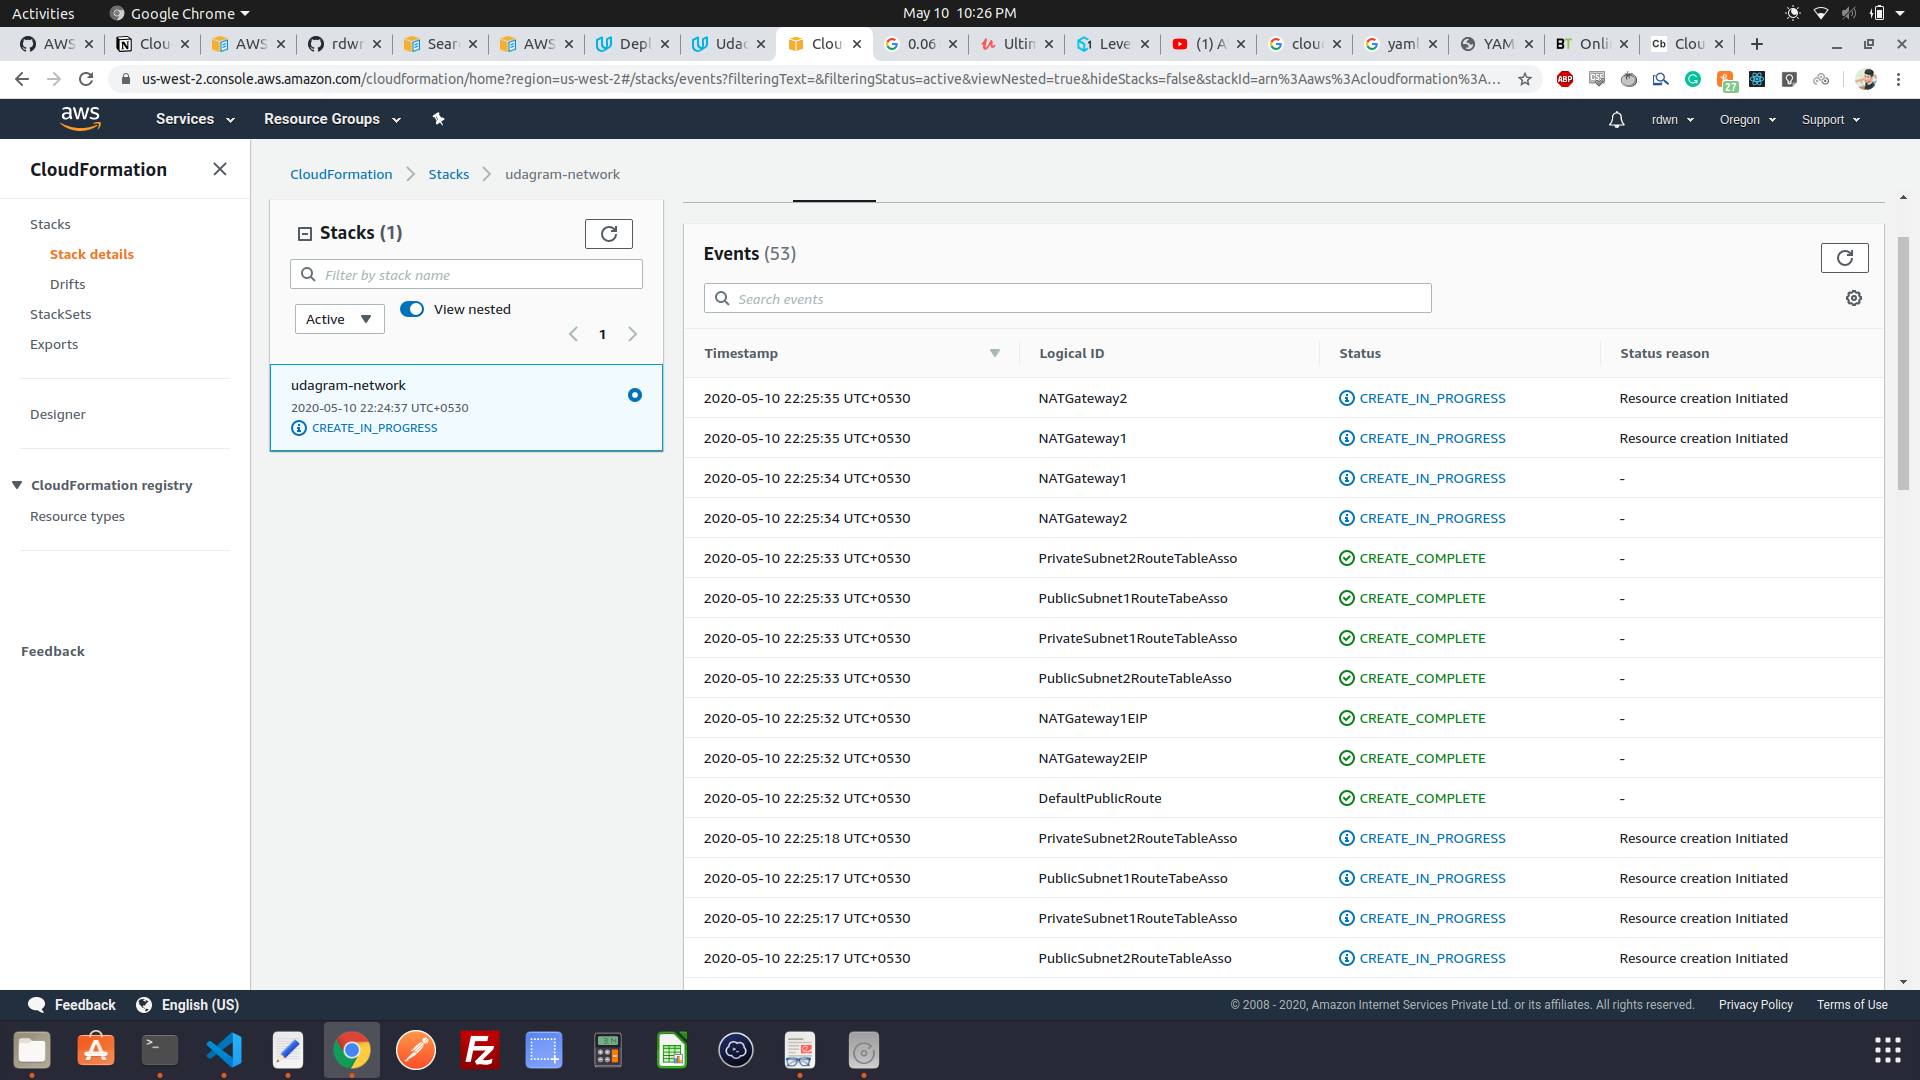 Activities
Google Chrome
May 10 10:26 PM
AWS
Clou
AWS
rdwr
Sear
AWS
Depl
Udac
Clou
0.06
Ultin
Leve
(1) A
clou
yaml
YAM
BT Onli
Cb Clou
us-west-2.console.aws.amazon.com/cloudformation/home?region=us-west-2#/stacks/events?filteringText=&filteringStatus=active&viewNested=true&hideStacks=false&stackId=arn%3Aaws%3Acloudformation%3A...
ABP
CSS
27
aws
Services
Resource Groups
rdwn
Oregon
Support
CloudFormation
Stacks
Stack details
Drifts
StackSets
Exports
Designer
CloudFormation registry
Resource types
Feedback
CloudFormation
Stacks
udagram-network
Stacks (1)
Filter by stack name
Active
View nested
1
udagram-network
2020-05-10 22:24:37 UTC+0530
CREATE_IN_PROGRESS
Events (53)
Search events
Timestamp Logical ID Status Status reason
2020-05-10 22:25:35 UTC+0530 NATGateway2 CREATE_IN_PROGRESS Resource creation Initiated
2020-05-10 22:25:35 UTC+0530 NATGateway1 CREATE_IN_PROGRESS Resource creation Initiated
2020-05-10 22:25:34 UTC+0530 NATGateway1 CREATE_IN_PROGRESS -
2020-05-10 22:25:34 UTC+0530 NATGateway2 CREATE_IN_PROGRESS -
2020-05-10 22:25:33 UTC+0530 PrivateSubnet2RouteTableAsso CREATE_COMPLETE -
2020-05-10 22:25:33 UTC+0530 PublicSubnet1RouteTabeAsso CREATE_COMPLETE -
2020-05-10 22:25:33 UTC+0530 PrivateSubnet1RouteTableAsso CREATE_COMPLETE -
2020-05-10 22:25:33 UTC+0530 PublicSubnet2RouteTableAsso CREATE_COMPLETE -
2020-05-10 22:25:32 UTC+0530 NATGateway1EIP CREATE_COMPLETE -
2020-05-10 22:25:32 UTC+0530 NATGateway2EIP CREATE_COMPLETE -
2020-05-10 22:25:32 UTC+0530 DefaultPublicRoute CREATE_COMPLETE -
2020-05-10 22:25:18 UTC+0530 PrivateSubnet2RouteTableAsso CREATE_IN_PROGRESS Resource creation Initiated
2020-05-10 22:25:17 UTC+0530 PublicSubnet1RouteTabeAsso CREATE_IN_PROGRESS Resource creation Initiated
2020-05-10 22:25:17 UTC+0530 PrivateSubnet1RouteTableAsso CREATE_IN_PROGRESS Resource creation Initiated
2020-05-10 22:25:17 UTC+0530 PublicSubnet2RouteTableAsso CREATE_IN_PROGRESS Resource creation Initiated
Feedback
English (US)
© 2008 - 2020, Amazon Internet Services Private Ltd. or its affiliates. All rights reserved.
Privacy Policy
Terms of Use